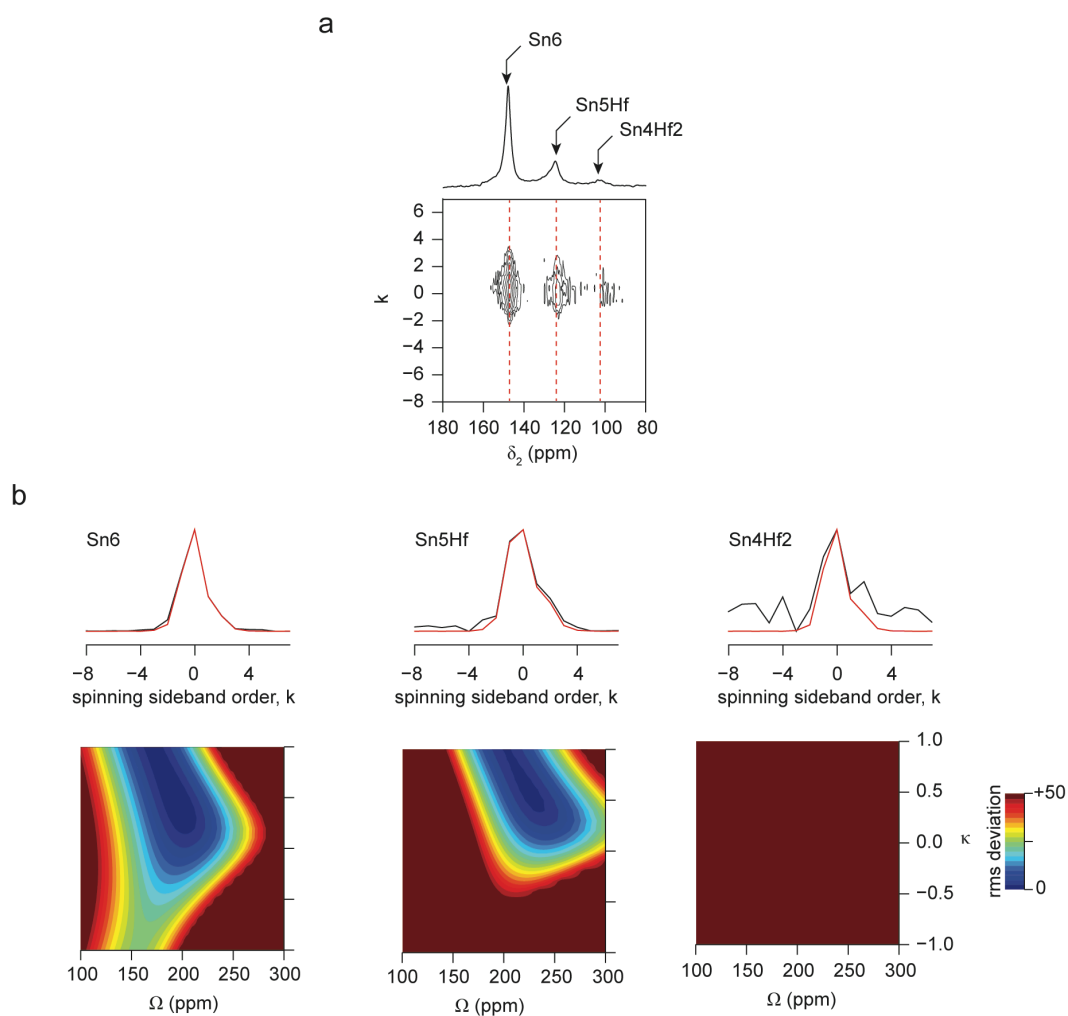 a
Sn6
Sn5Hf
Sn4Hf2
6
4
2
0
−2
−4
−6
−8
k
180 160 140 120 100 80
δ2 (ppm)
b
Sn6
Sn5Hf
Sn4Hf2
−8 −4 0 4
−8 −4 0 4
−8 −4 0 4
spinning sideband order, k
spinning sideband order, k
spinning sideband order, k
1.0
0.5
0.0
−0.5
−1.0
κ
rms deviation
+50
0
100 150 200 250 300
100 150 200 250 300
100 150 200 250 300
Ω (ppm)
Ω (ppm)
Ω (ppm)